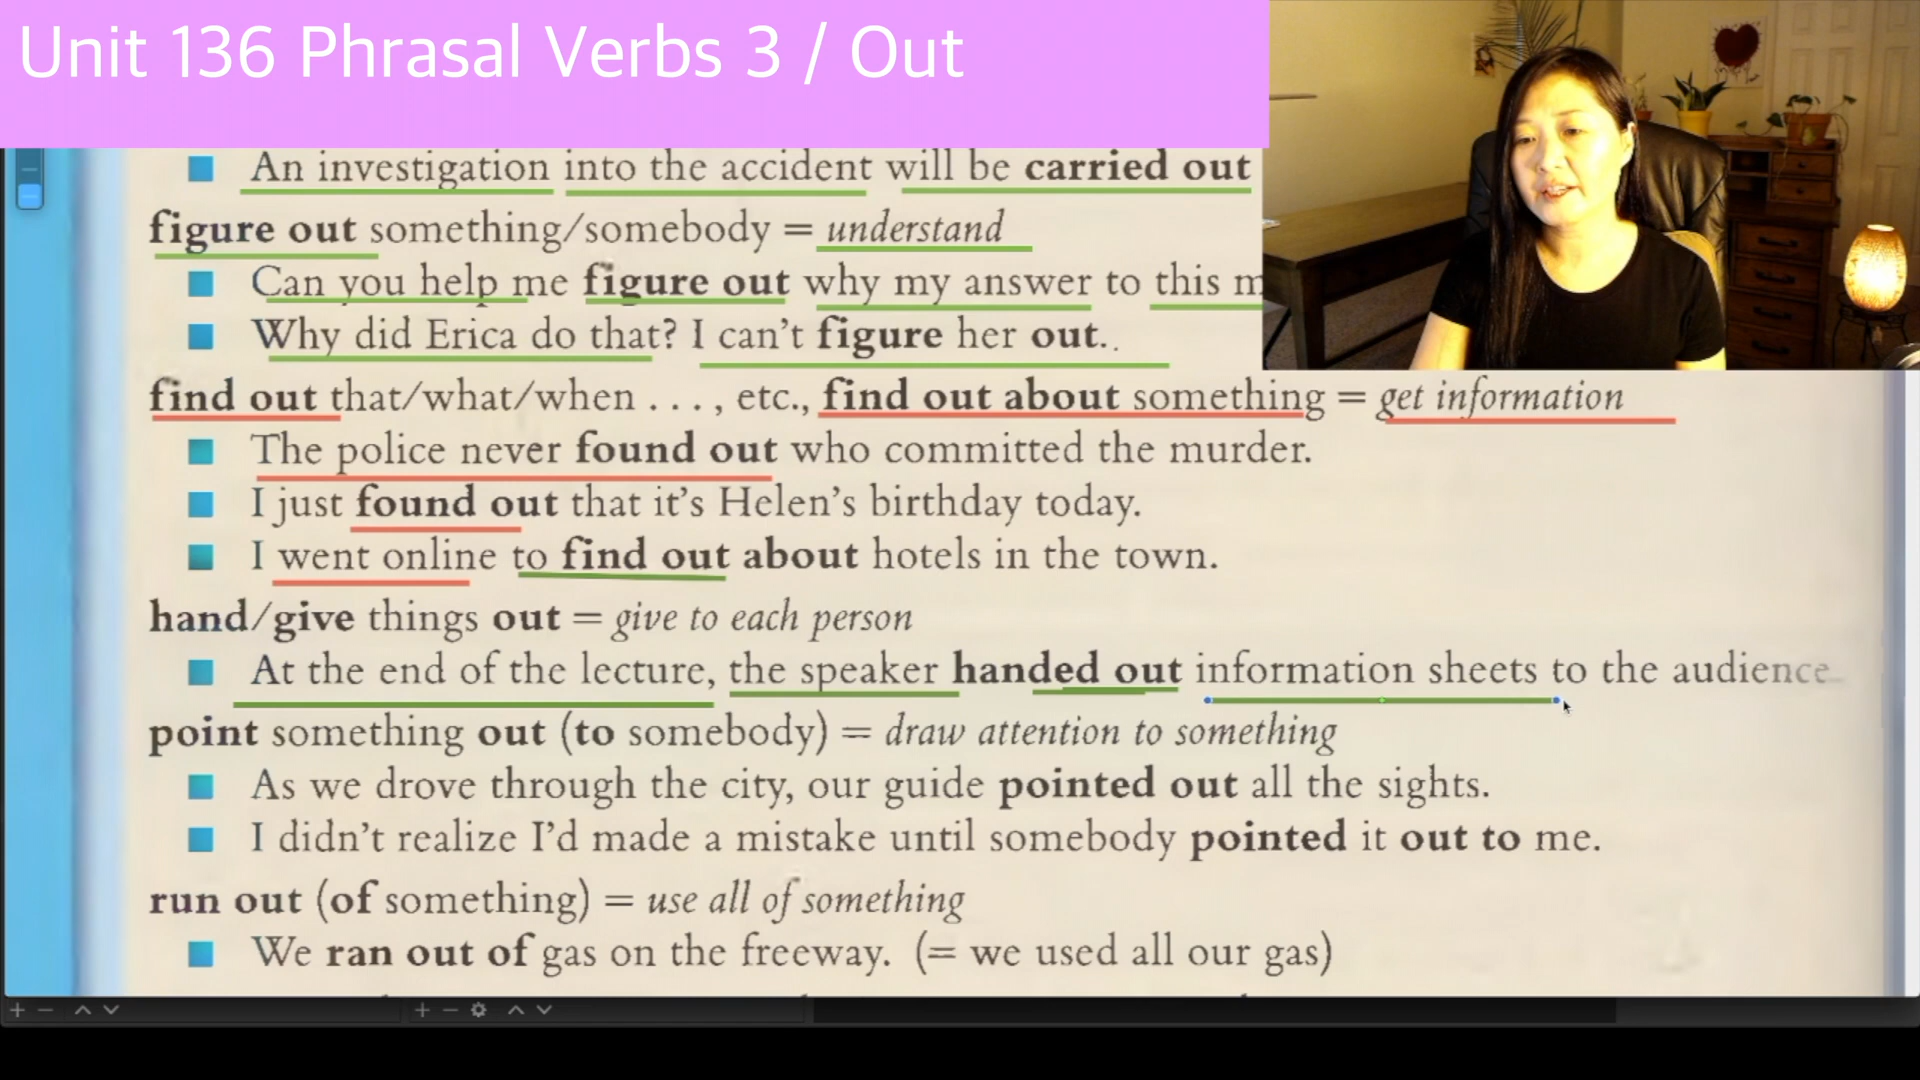 Unit 136 Phrasal Verbs 3 / Out
An investigation into the accident will be carried out
figure out something/somebody = understand
Can you help me figure out why my answer to this m
Why did Erica do that? I can't figure her out.
find out that/what/when . . . , etc., find out about something = get information
The police never found out who committed the murder.
I just found out that it's Helen's birthday today.
I went online to find out about hotels in the town.
hand/give things out = give to each person
At the end of the lecture, the speaker handed out information sheets to the audience.
point something out (to somebody) = draw attention to something
As we drove through the city, our guide pointed out all the sights.
I didn't realize I'd made a mistake until somebody pointed it out to me.
run out (of something) = use all of something
We ran out of gas on the freeway. (= we used all our gas)